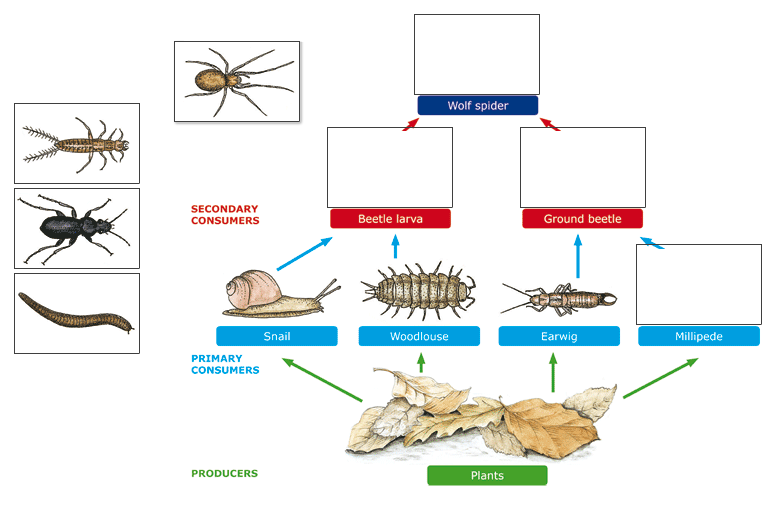 Wolf spider
SECONDARY
CONSUMERS
Beetle larva
Ground beetle
Snail
Woodlouse
Earwig
Millipede
PRIMARY
CONSUMERS
PRODUCERS
Plants